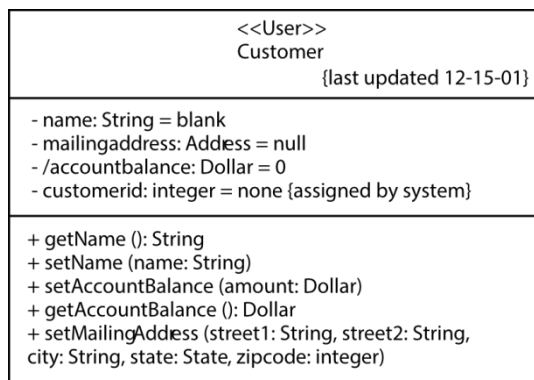 <<User>>
Customer
{last updated 12-15-01}
- name: String = blank
- mailingaddress: Address = null
- /accountbalance: Dollar = 0
- customerid: integer = none {assigned by system}
+ getName (): String
+ setName (name: String)
+ setAccountBalance (amount: Dollar)
+ getAccountBalance (): Dollar
+ setMailingAddress (street1: String, street2: String,
city: String, state: State, zipcode: integer)